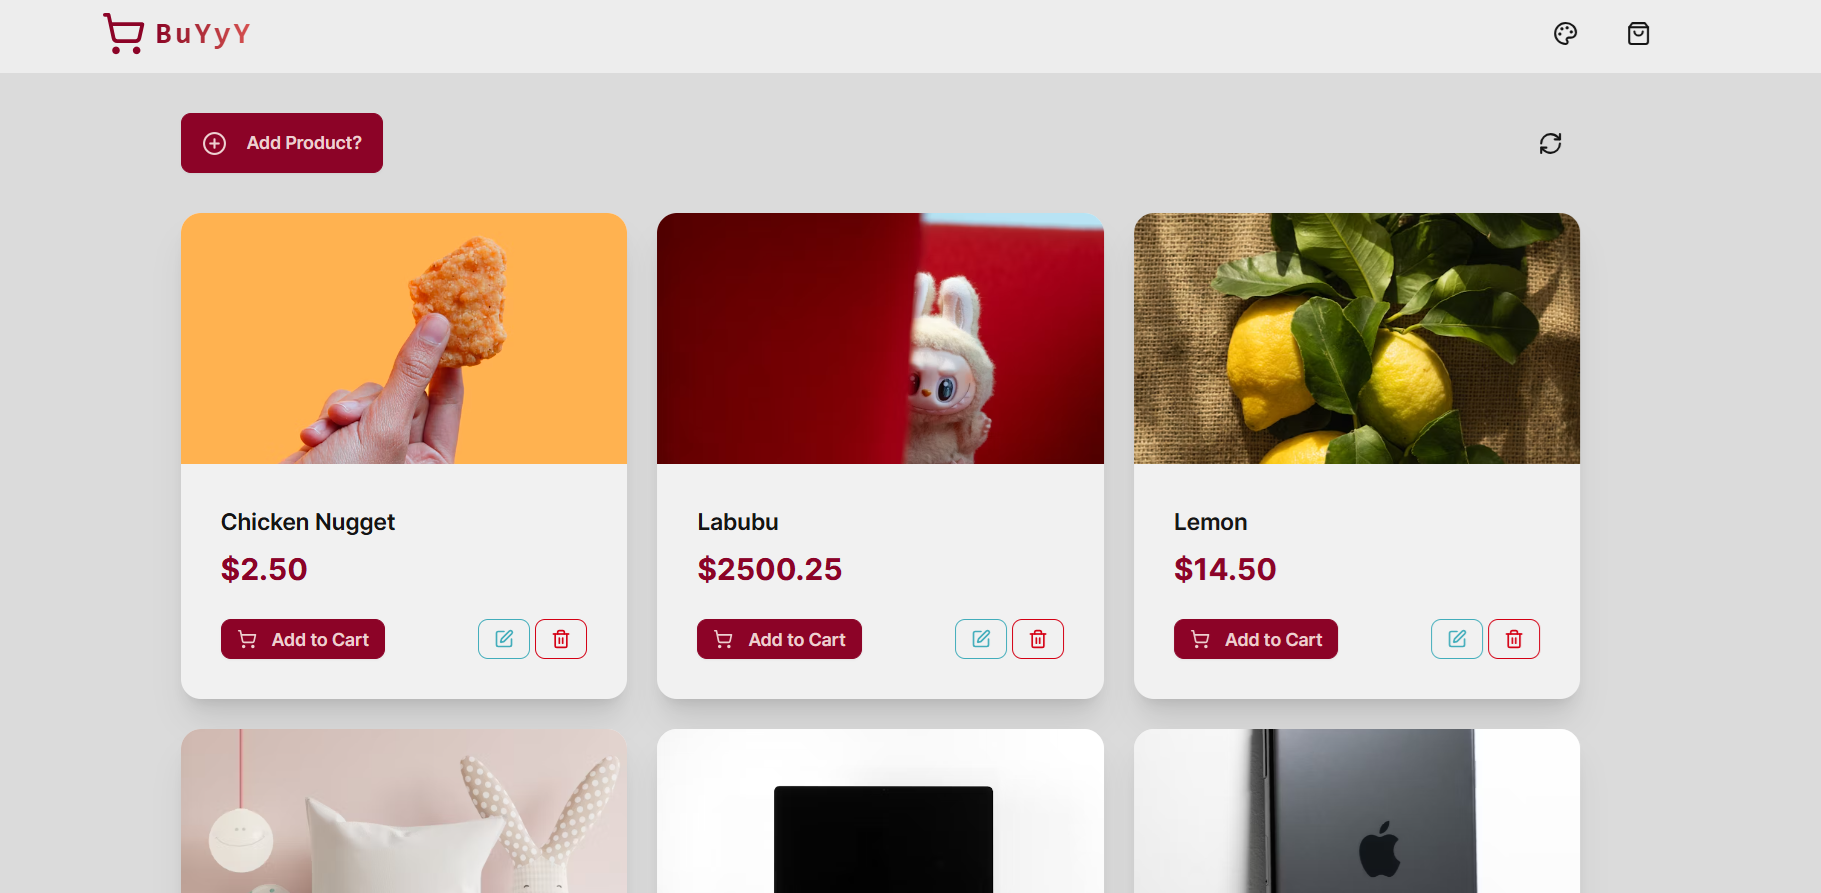 BuYyY
Add Product?
Chicken Nugget
$2.50
Add to Cart
Labubu
$2500.25
Add to Cart
Lemon
$14.50
Add to Cart